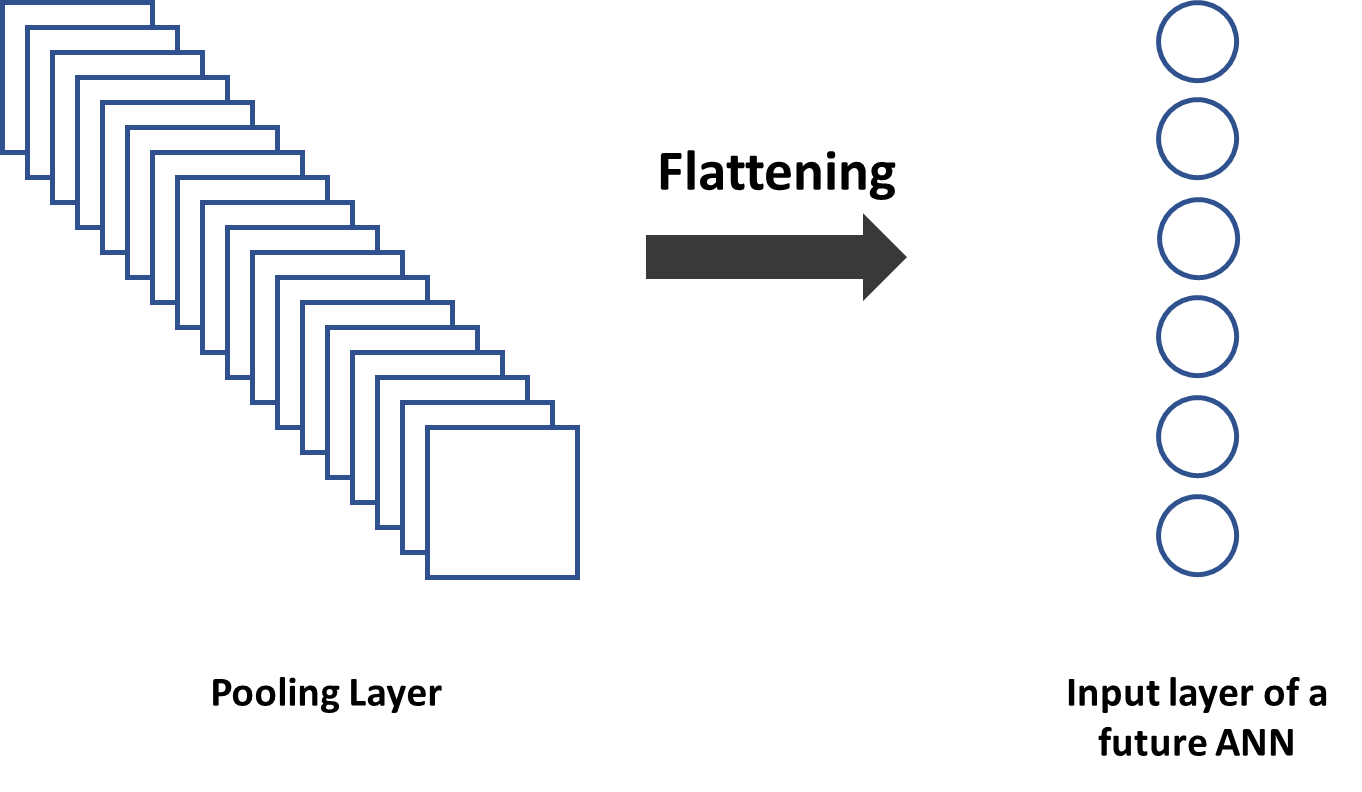 Flattening
Pooling Layer
Input layer of a
future ANN